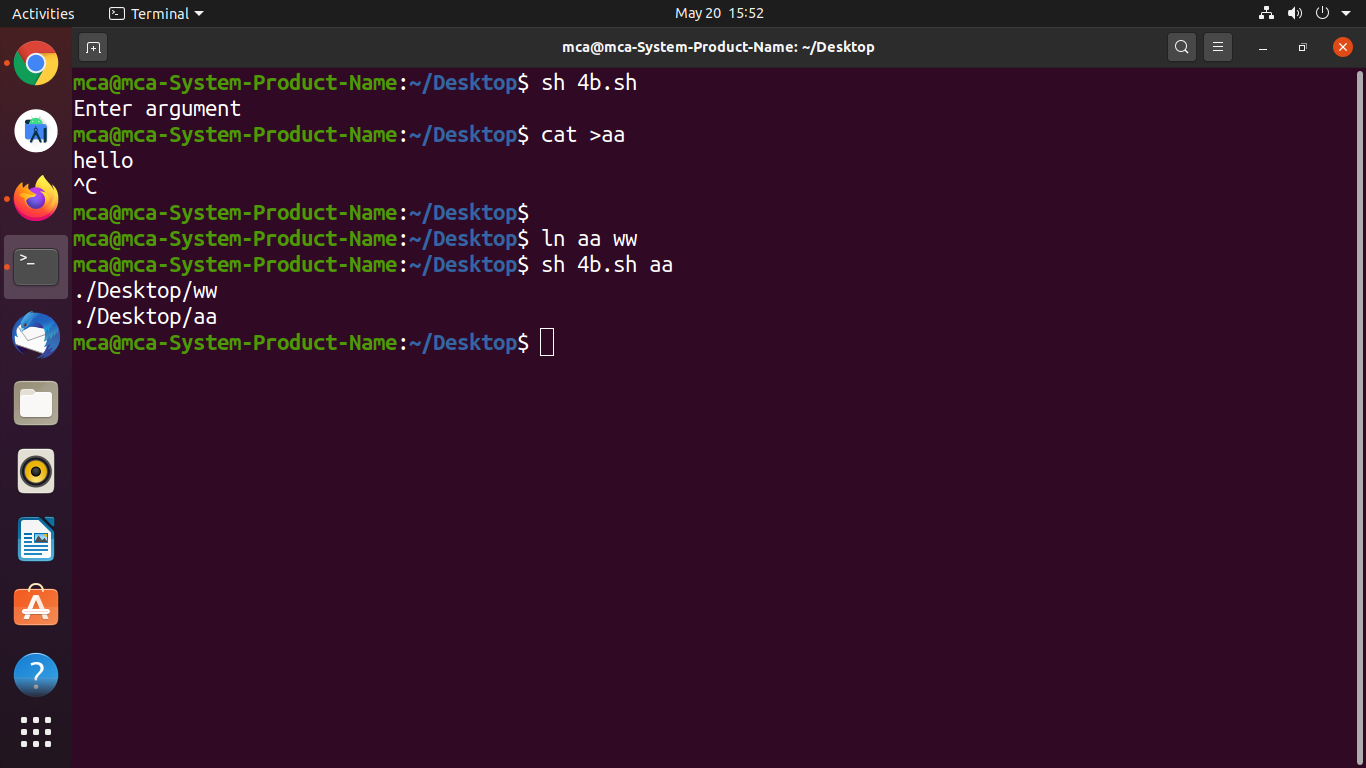 Activities
Terminal
May 20 15:52
mca@mca-System-Product-Name: ~/Desktop
mca@mca-System-Product-Name:~/Desktop$ sh 4b.sh
Enter argument
mca@mca-System-Product-Name:~/Desktop$ cat >aa
hello
^C
mca@mca-System-Product-Name:~/Desktop$
mca@mca-System-Product-Name:~/Desktop$ ln aa ww
mca@mca-System-Product-Name:~/Desktop$ sh 4b.sh aa
./Desktop/ww
./Desktop/aa
mca@mca-System-Product-Name:~/Desktop$